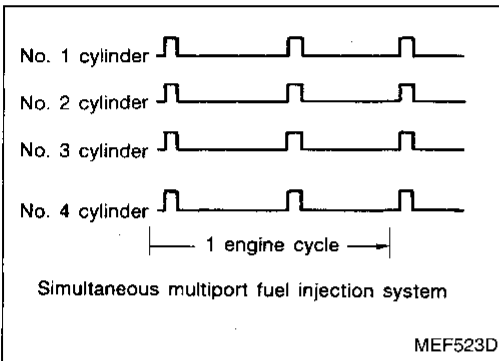 No. 1 cylinder
No. 2 cylinder
No. 3 cylinder
No. 4 cylinder
1 engine cycle
Simultaneous multiport fuel injection system
MEF523D